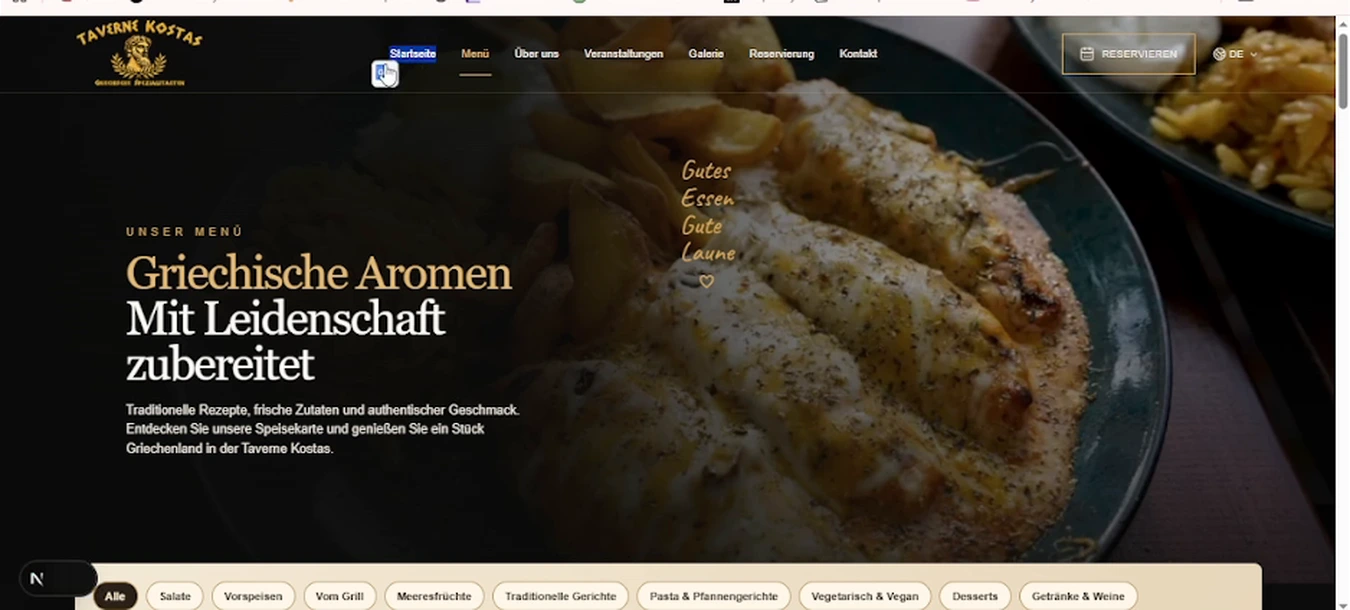 TAVERNE KOSTAS
GRIECHISCHE SPEZIALITÄTEN
Startseite
Menü
Über uns
Veranstaltungen
Galerie
Reservierung
Kontakt
RESERVIEREN
DE
Gutes
Essen
Gute
Laune
UNSER MENÜ
Griechische Aromen
Mit Leidenschaft
zubereitet
Traditionelle Rezepte, frische Zutaten und authentischer Geschmack.
Entdecken Sie unsere Speisekarte und genießen Sie ein Stück
Griechenland in der Taverne Kostas.
N
Alle
Salate
Vorspeisen
Vom Grill
Meeresfrüchte
Traditionelle Gerichte
Pasta & Pfannengerichte
Vegetarisch & Vegan
Desserts
Getränke & Weine